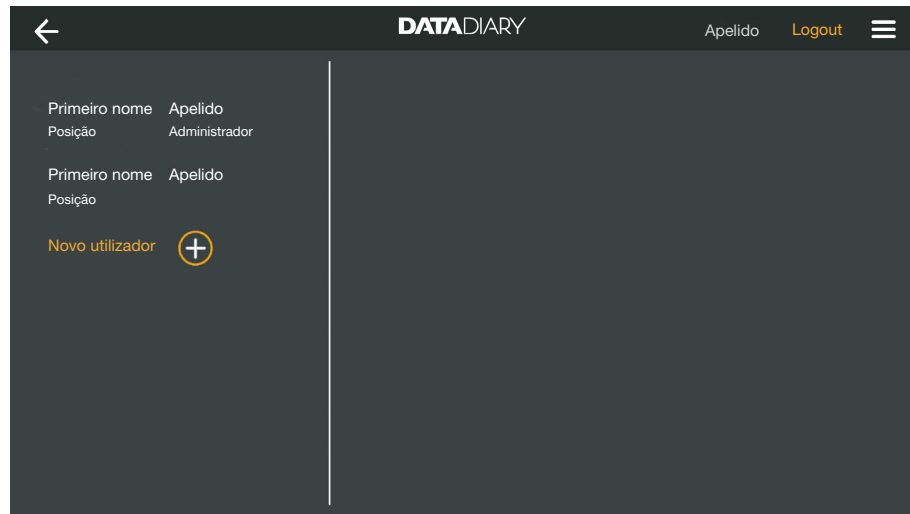 DATADIARY Apelido Logout
Primeiro nome Apelido
Posição Administrador
Primeiro nome Apelido
Posição
Novo utilizador